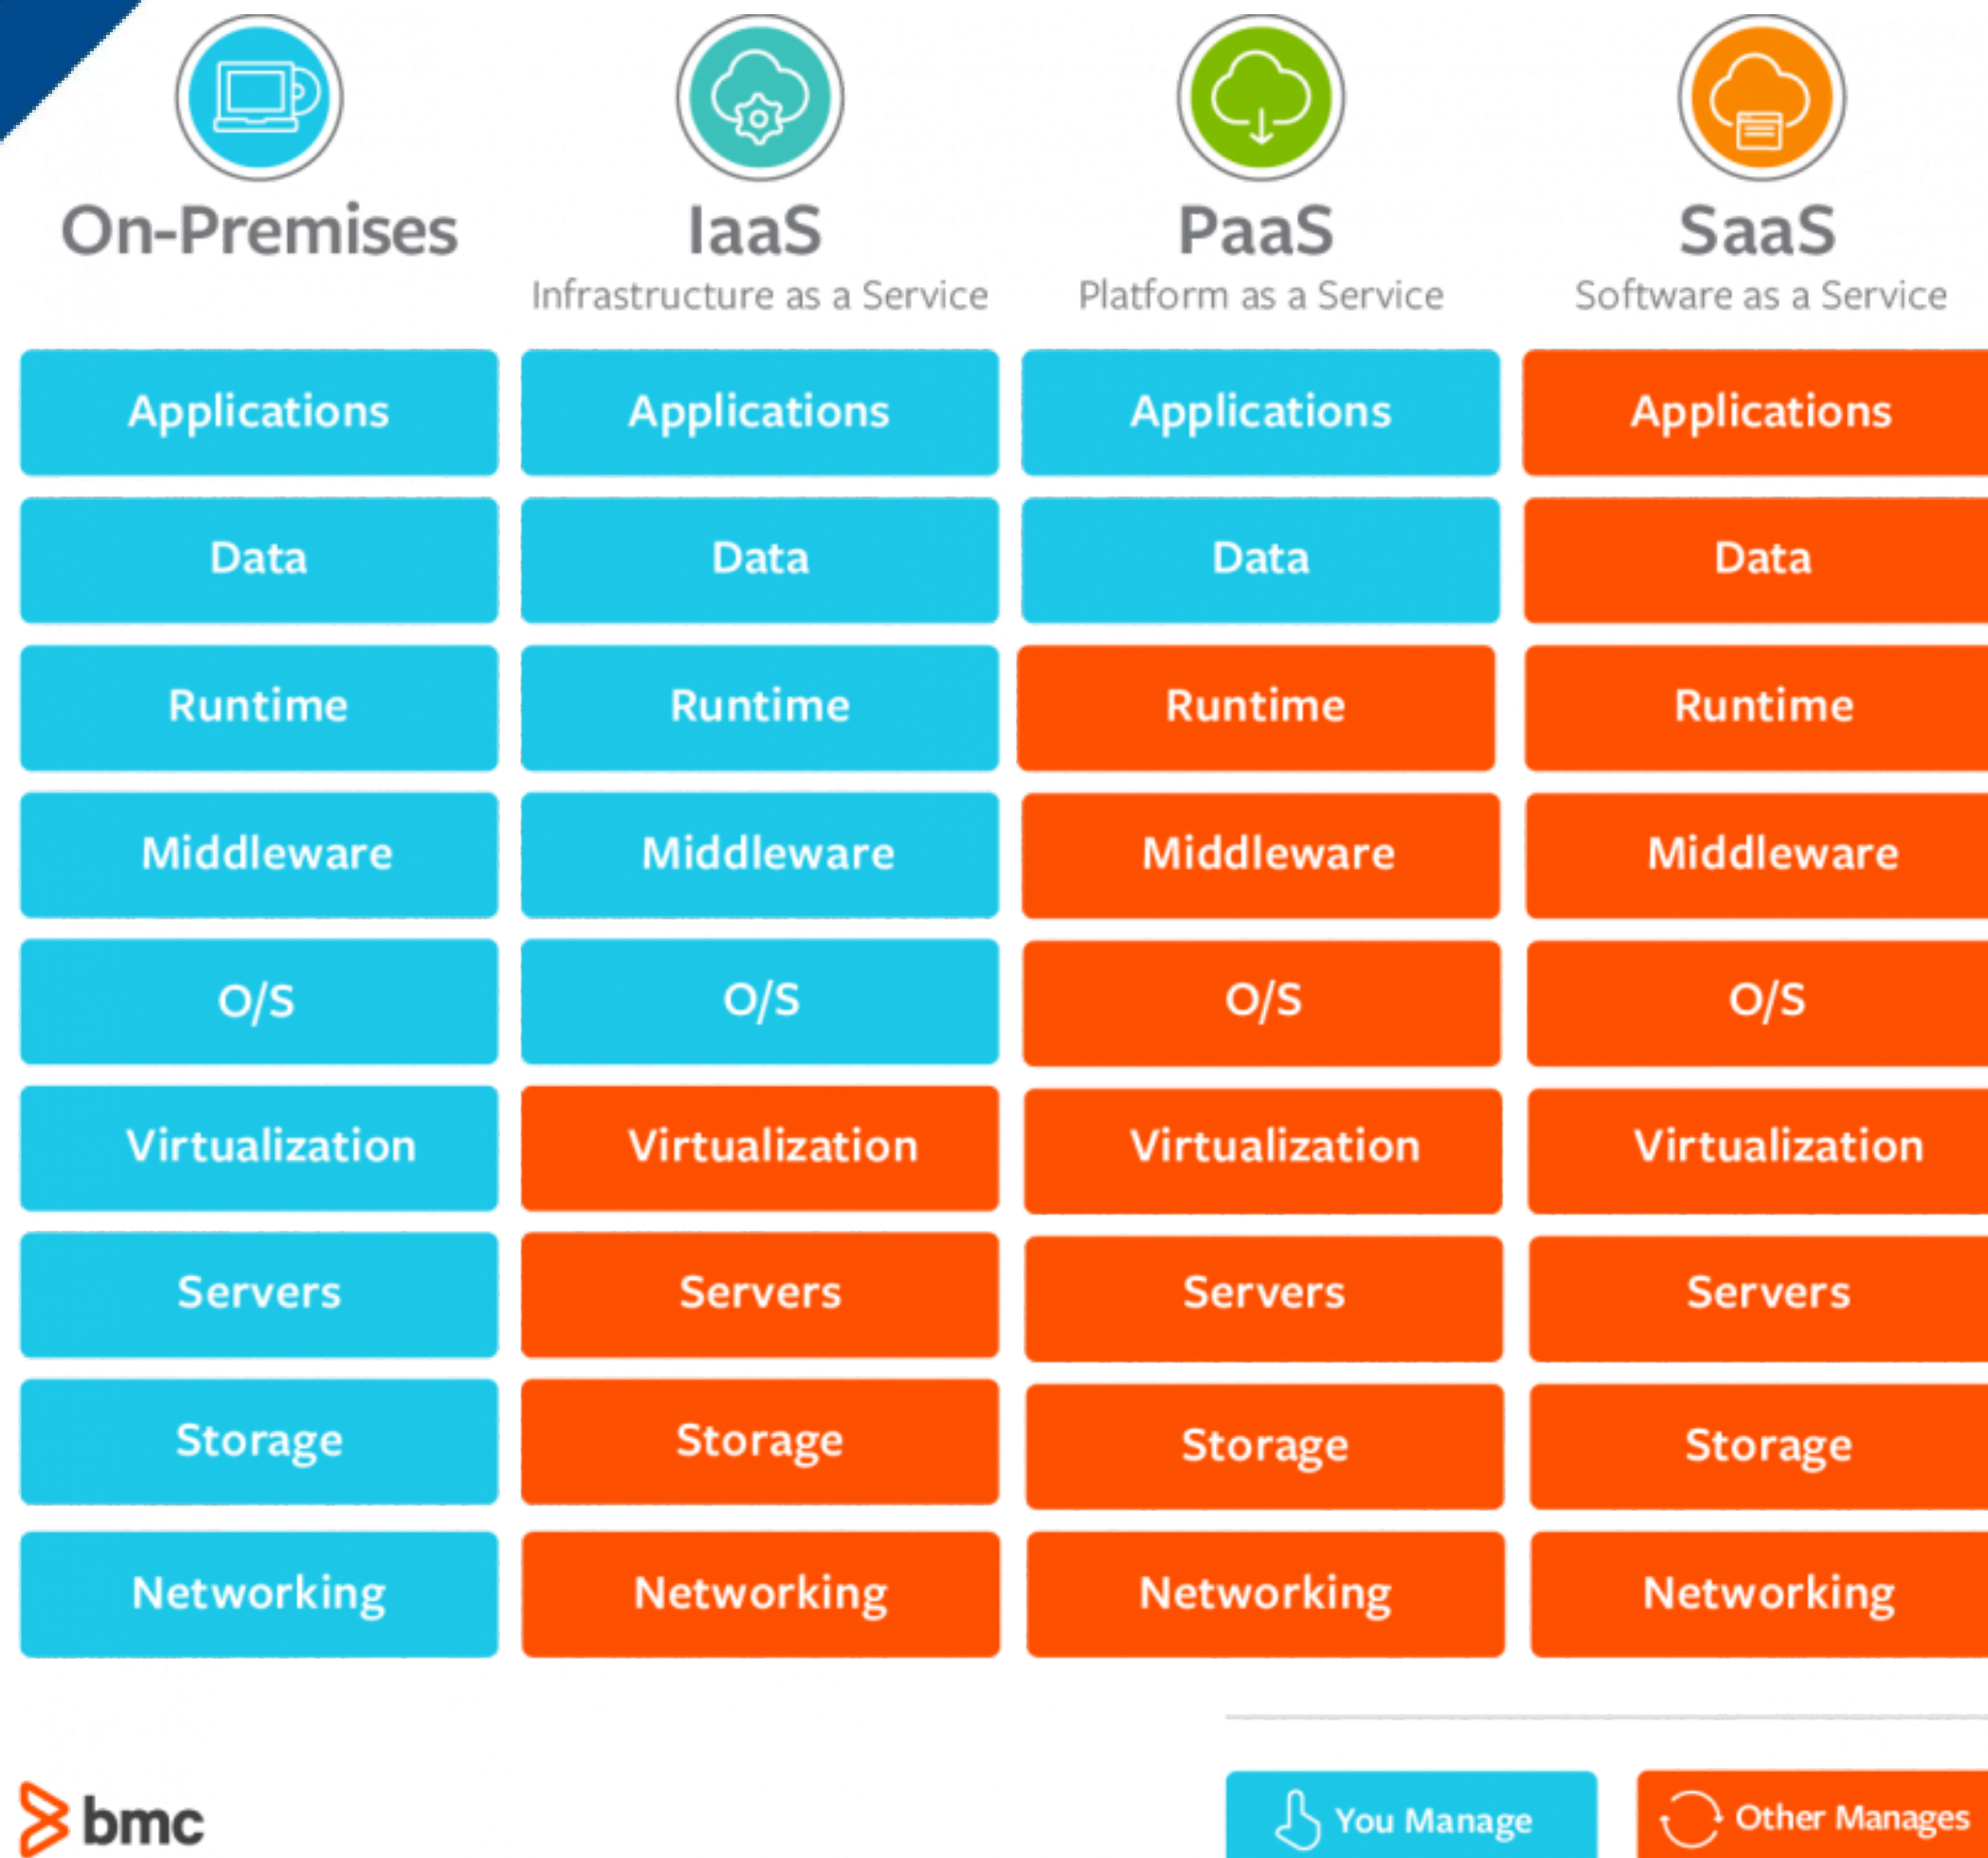 On-Premises IaaS PaaS SaaS
Infrastructure as a Service Platform as a Service Software as a Service
Applications Applications Applications Applications
Data Data Data Data
Runtime Runtime Runtime Runtime
Middleware Middleware Middleware Middleware
O/S O/S O/S O/S
Virtualization Virtualization Virtualization Virtualization
Servers Servers Servers Servers
Storage Storage Storage Storage
Networking Networking Networking Networking
bmc You Manage Other Manages